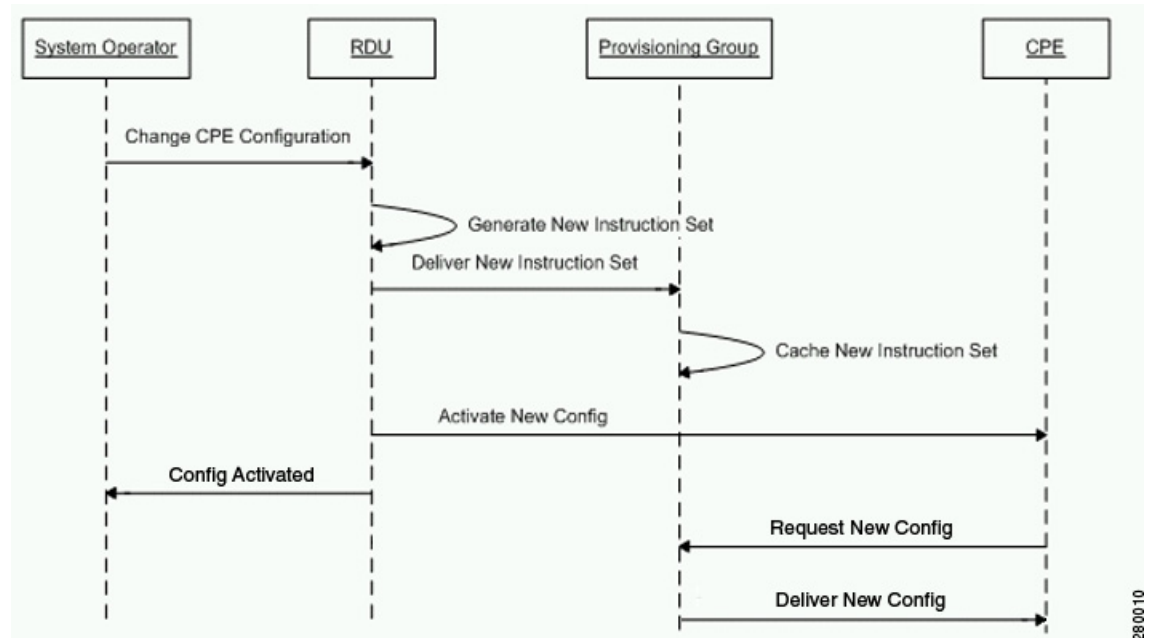 System Operator
RDU
Provisioning Group
CPE
Change CPE Configuration
Generate New Instruction Set
Deliver New Instruction Set
Cache New Instruction Set
Activate New Config
Config Activated
Request New Config
Deliver New Config
280010